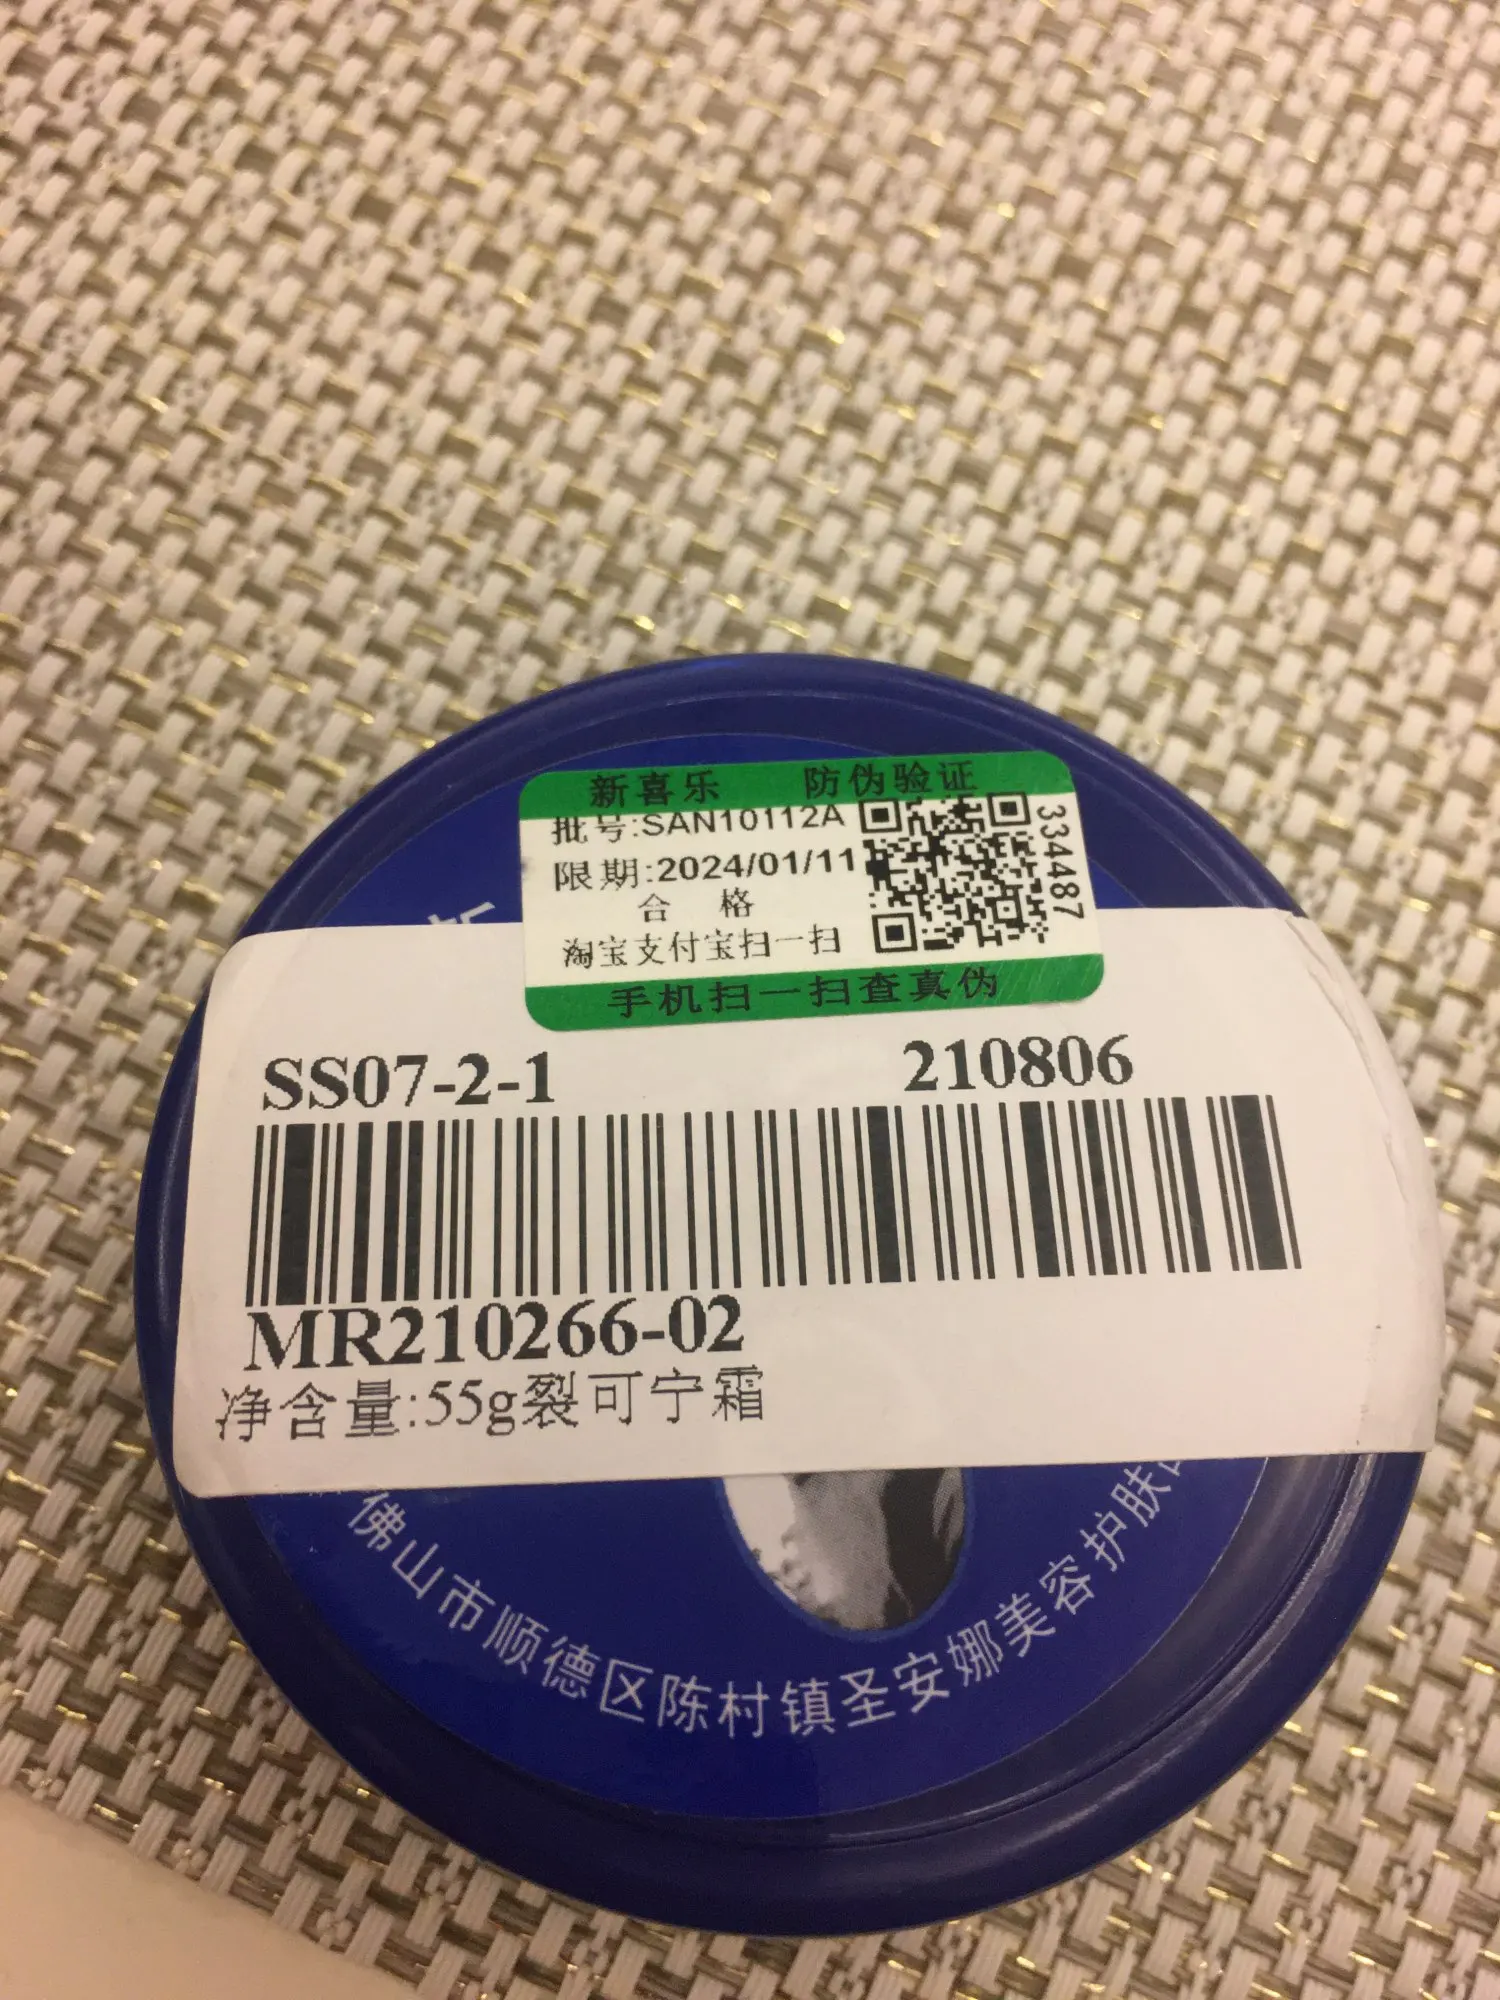 新喜乐 防伪验证
批号:SAN10112A
限期:2024/01/11
合 格
淘宝支付宝扫一扫
334487
手机扫一扫查真伪
SS07-2-1 210806
MR210266-02
净含量:55g裂可宁霜
佛山市顺德区陈村镇圣安娜美容护肤